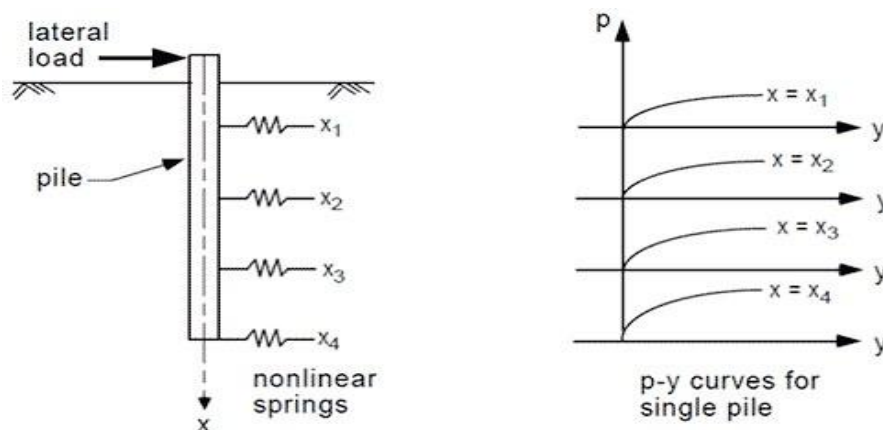 lateral
load
pile
x₁
x₂
x₃
x₄
nonlinear
springs
x
p
x = x₁
y
x = x₂
y
x = x₃
y
x = x₄
y
p-y curves for
single pile